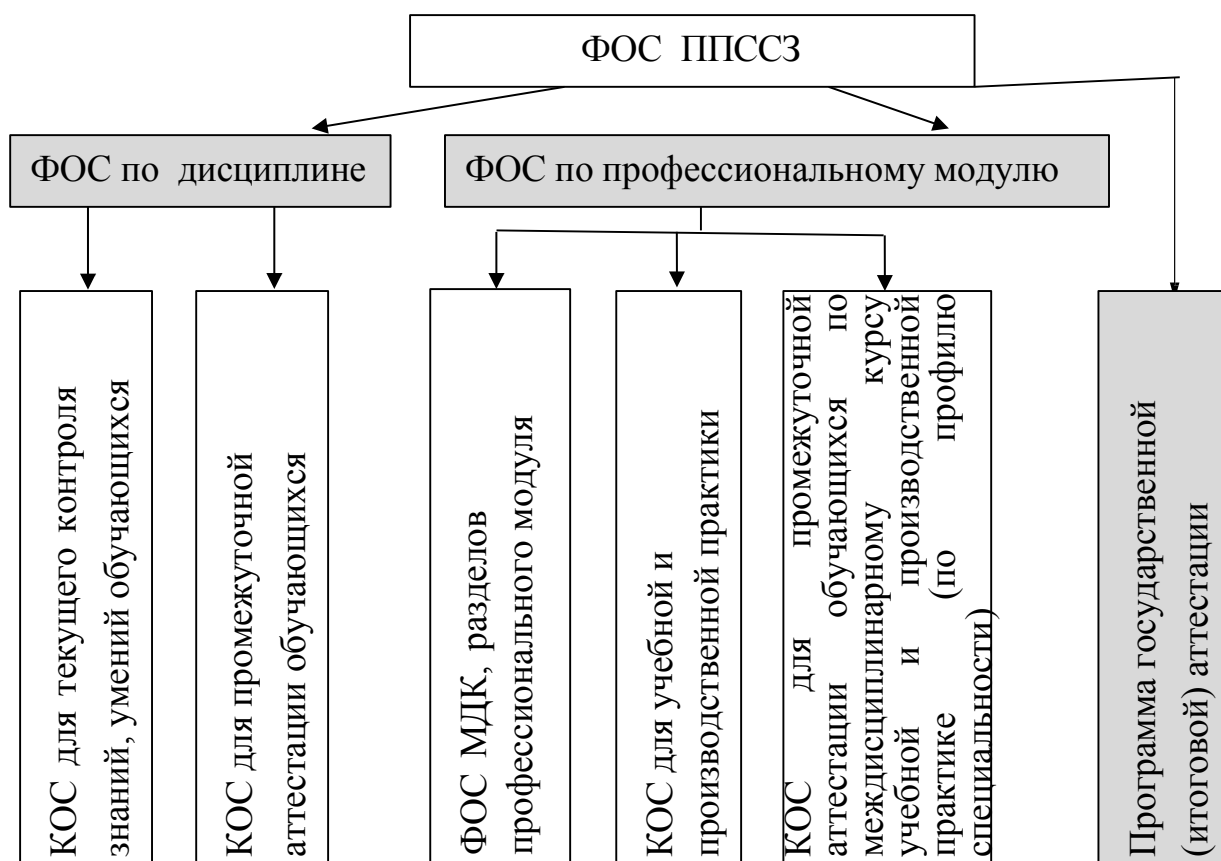 ФОС ППССЗ
ФОС по дисциплине
ФОС по профессиональному модулю
КОС для текущего контроля
знаний, умений обучающихся
КОС для промежуточной
аттестации обучающихся
ФОС МДК, разделов
профессионального модуля
КОС для учебной и
производственной практики
КОС для промежуточной
аттестации обучающихся по
междисциплинарному курсу
учебной и производственной
практике (по профилю
специальности)
Программа государственной
(итоговой) аттестации